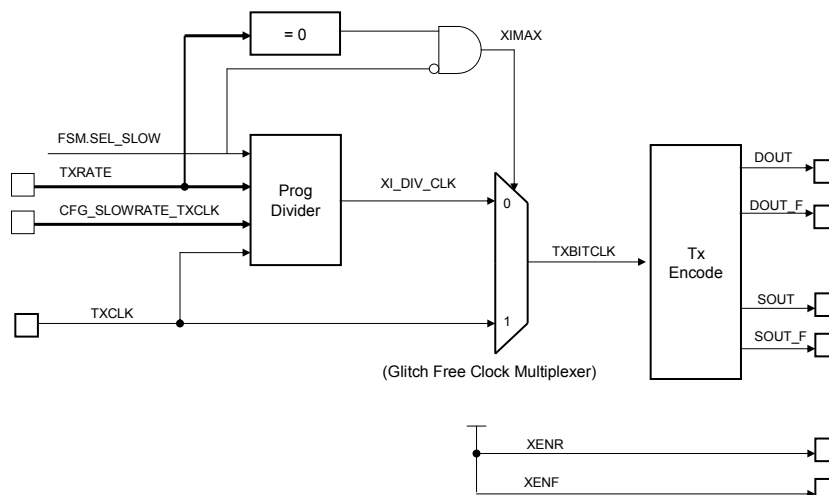 = 0
XIMAX
FSM.SEL_SLOW
TXRATE
CFG_SLOWRATE_TXCLK
Prog
Divider
XI_DIV_CLK
0
TXBITCLK
Tx
Encode
DOUT
DOUT_F
SOUT
SOUT_F
TXCLK
1
(Glitch Free Clock Multiplexer)
XENR
XENF